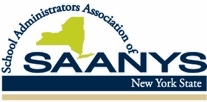 School Administrators Association of
SAANYS
New York State